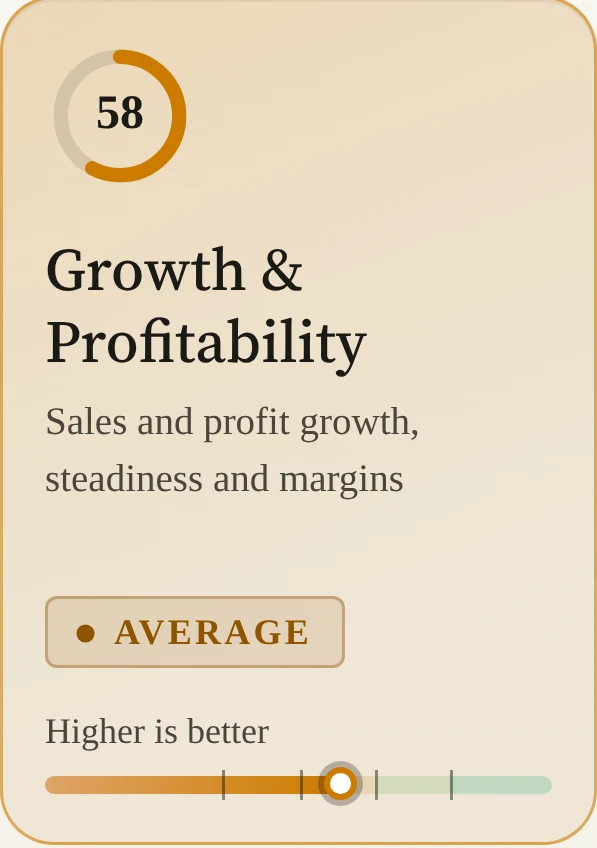 58
Growth &
Profitability
Sales and profit growth,
steadiness and margins
AVERAGE
Higher is better